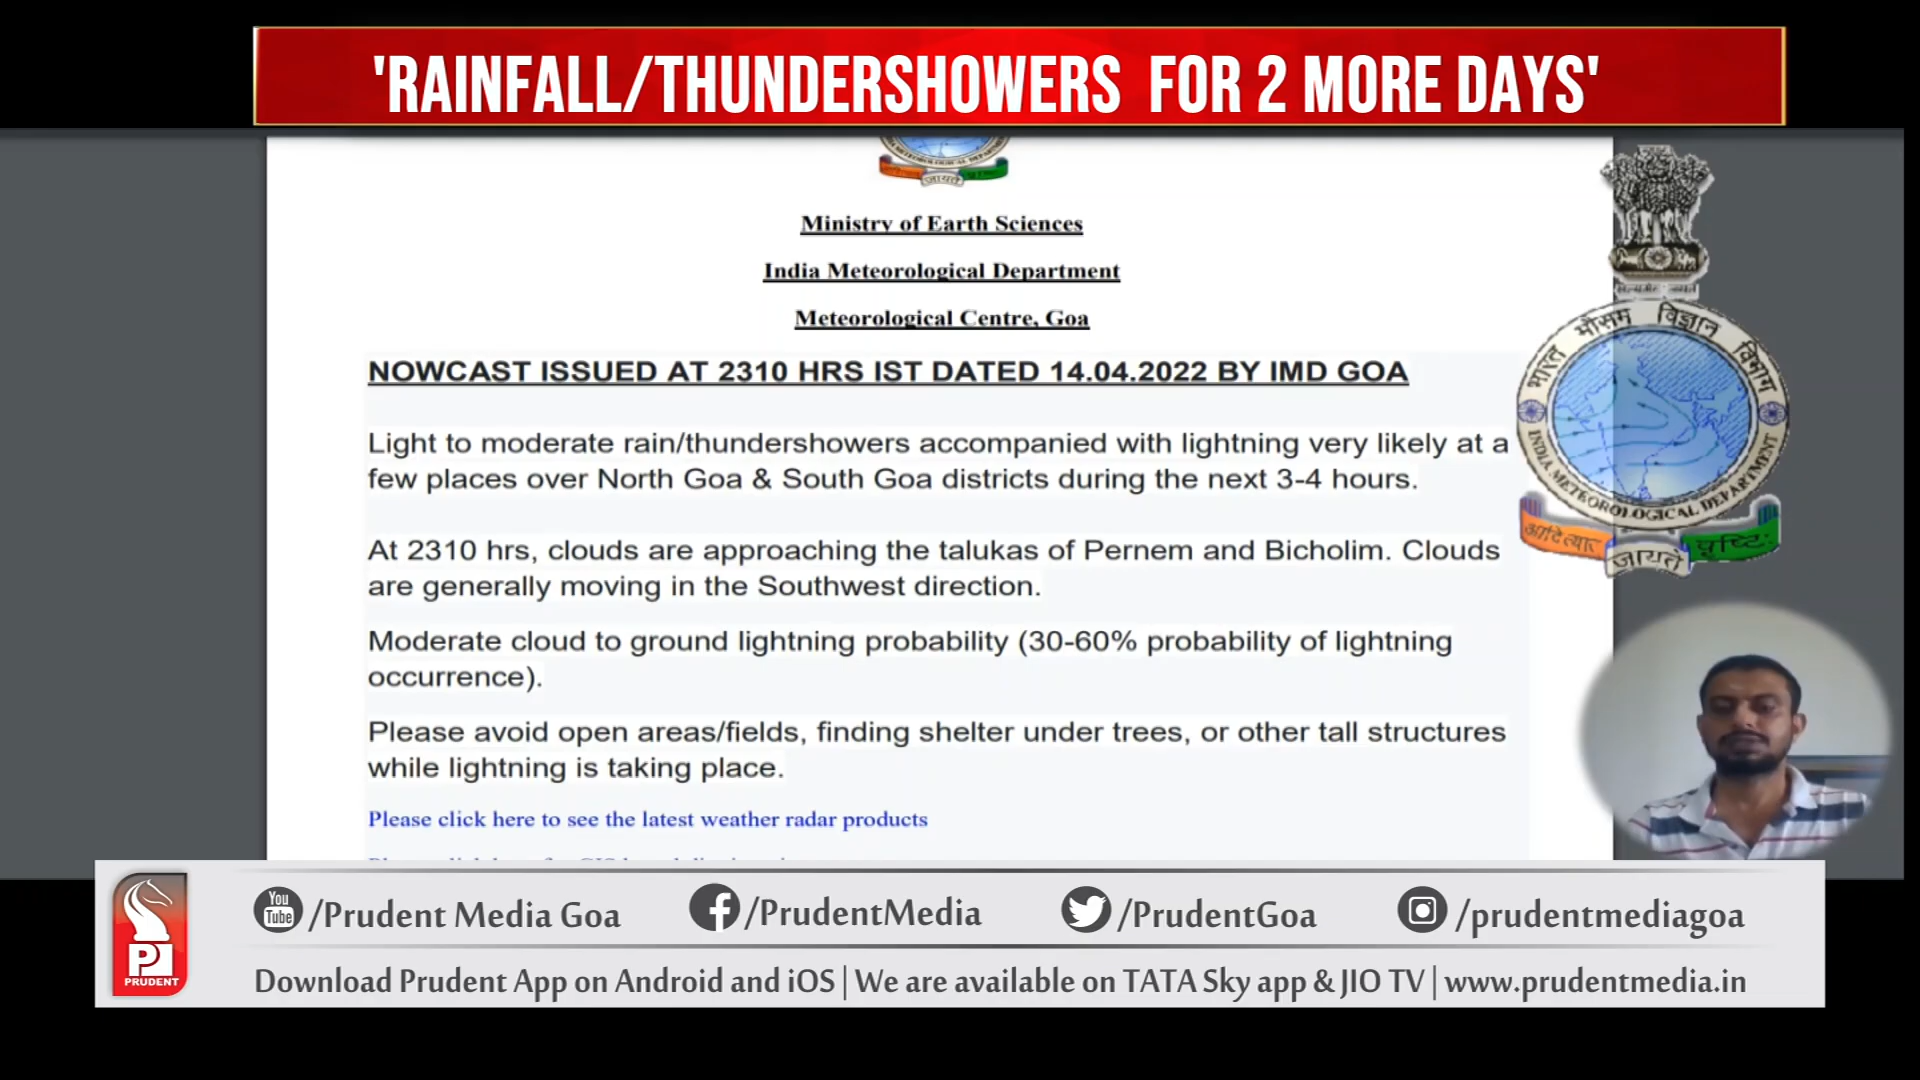 'RAINFALL/THUNDERSHOWERS FOR 2 MORE DAYS'
जायते
Ministry of Earth Sciences
India Meteorological Department
Meteorological Centre, Goa
NOWCAST ISSUED AT 2310 HRS IST DATED 14.04.2022 BY IMD GOA
Light to moderate rain/thundershowers accompanied with lightning very likely at a
few places over North Goa & South Goa districts during the next 3-4 hours.
At 2310 hrs, clouds are approaching the talukas of Pernem and Bicholim. Clouds
are generally moving in the Southwest direction.
Moderate cloud to ground lightning probability (30-60% probability of lightning
occurrence).
Please avoid open areas/fields, finding shelter under trees, or other tall structures
while lightning is taking place.
Please click here to see the latest weather radar products
भारत मौसम विज्ञान विभाग
INDIA METEOROLOGICAL DEPARTMENT
आदित्यात जायते वृष्टिः
PRUDENT
You Tube /Prudent Media Goa
/PrudentMedia
/PrudentGoa
/prudentmediagoa
Download Prudent App on Android and iOS | We are available on TATA Sky app & JIO TV | www.prudentmedia.in